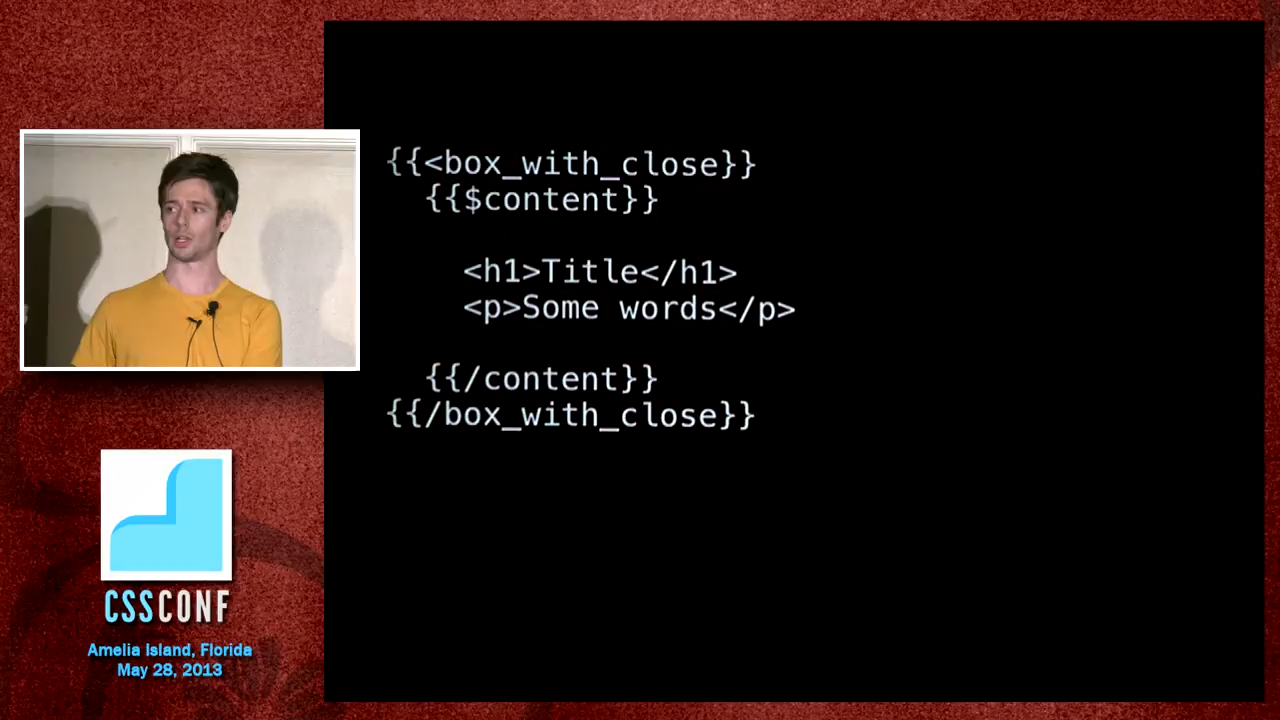 {{<box_with_close}}
{{$content}}
<h1>Title</h1>
<p>Some words</p>
{{/content}}
{{/box_with_close}}
CSSCONF
Amelia Island, Florida
May 28, 2013